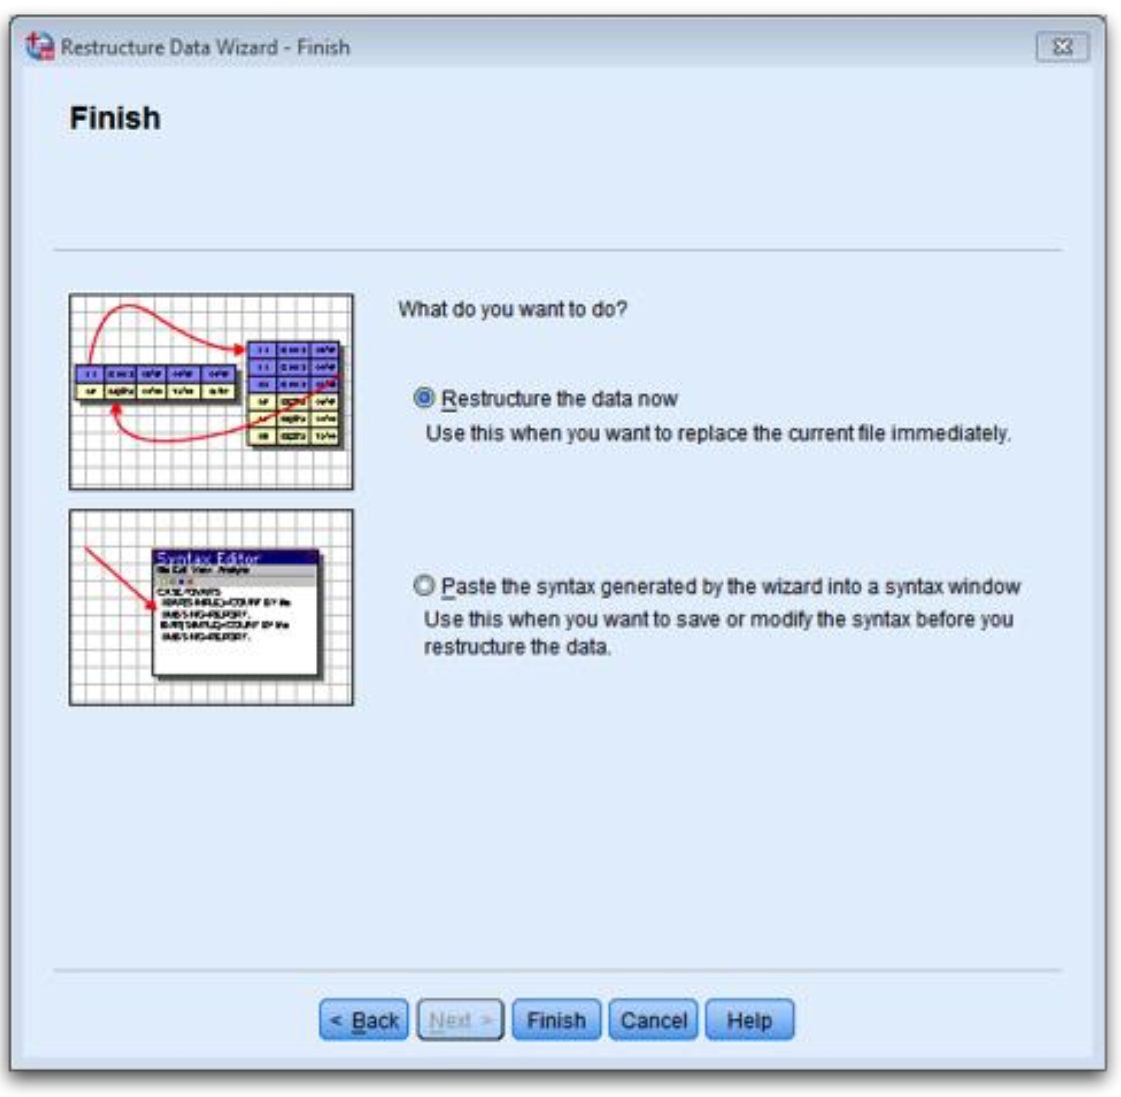 Restructure Data Wizard - Finish
Finish
What do you want to do?
Restructure the data now
Use this when you want to replace the current file immediately.
Syntax Editor
Paste the syntax generated by the wizard into a syntax window
Use this when you want to save or modify the syntax before you
restructure the data.
< Back Next > Finish Cancel Help